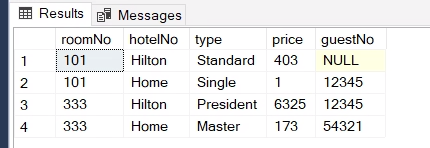 Results Messages
roomNo hotelNo type price guestNo
1 101 Hilton Standard 403 NULL
2 101 Home Single 1 12345
3 333 Hilton President 6325 12345
4 333 Home Master 173 54321